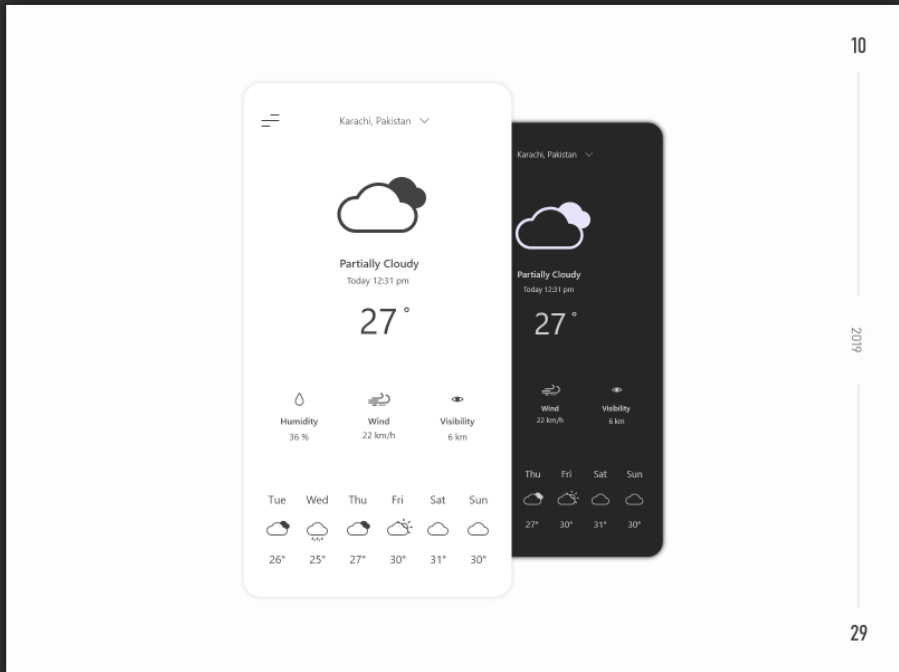 10
Karachi, Pakistan
Partially Cloudy
Today 12:31 pm
27°
Humidity Wind Visibility
36 % 22 km/h 6 km
Tue Wed Thu Fri Sat Sun
26° 25° 27° 30° 31° 30°
Karachi, Pakistan
Partially Cloudy
Today 12:31 pm
27°
Wind Visibility
22 km/h 6 km
Thu Fri Sat Sun
27° 30° 31° 30°
2019
29